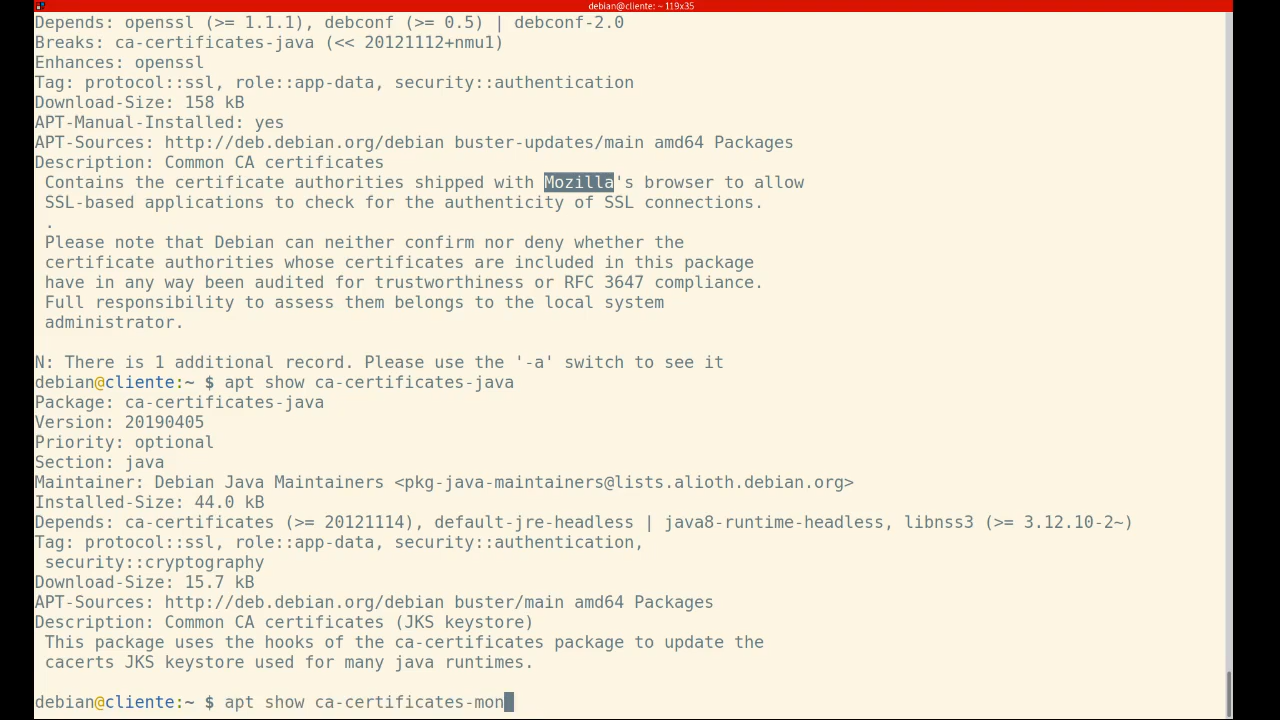 debian@cliente: ~ 119x35
Depends: openssl (>= 1.1.1), debconf (>= 0.5) | debconf-2.0
Breaks: ca-certificates-java (<< 20121112+nmu1)
Enhances: openssl
Tag: protocol::ssl, role::app-data, security::authentication
Download-Size: 158 kB
APT-Manual-Installed: yes
APT-Sources: http://deb.debian.org/debian buster-updates/main amd64 Packages
Description: Common CA certificates
 Contains the certificate authorities shipped with Mozilla's browser to allow
 SSL-based applications to check for the authenticity of SSL connections.
 .
 Please note that Debian can neither confirm nor deny whether the
 certificate authorities whose certificates are included in this package
 have in any way been audited for trustworthiness or RFC 3647 compliance.
 Full responsibility to assess them belongs to the local system
 administrator.

N: There is 1 additional record. Please use the '-a' switch to see it
debian@cliente:~ $ apt show ca-certificates-java
Package: ca-certificates-java
Version: 20190405
Priority: optional
Section: java
Maintainer: Debian Java Maintainers <pkg-java-maintainers@lists.alioth.debian.org>
Installed-Size: 44.0 kB
Depends: ca-certificates (>= 20121114), default-jre-headless | java8-runtime-headless, libnss3 (>= 3.12.10-2~)
Tag: protocol::ssl, role::app-data, security::authentication,
 security::cryptography
Download-Size: 15.7 kB
APT-Sources: http://deb.debian.org/debian buster/main amd64 Packages
Description: Common CA certificates (JKS keystore)
 This package uses the hooks of the ca-certificates package to update the
 cacerts JKS keystore used for many java runtimes.

debian@cliente:~ $ apt show ca-certificates-mon